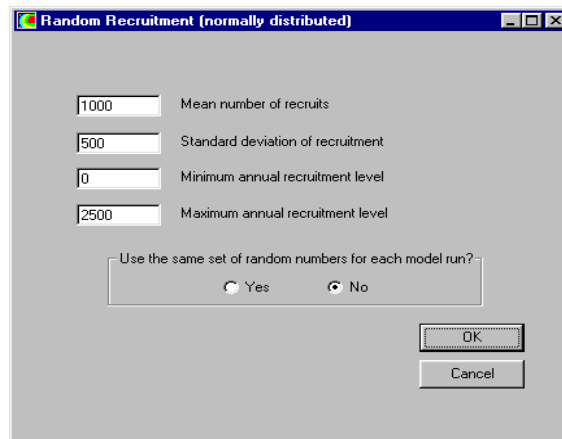 Random Recruitment (normally distributed)
1000 Mean number of recruits
500 Standard deviation of recruitment
0 Minimum annual recruitment level
2500 Maximum annual recruitment level
Use the same set of random numbers for each model run?
Yes No
OK
Cancel